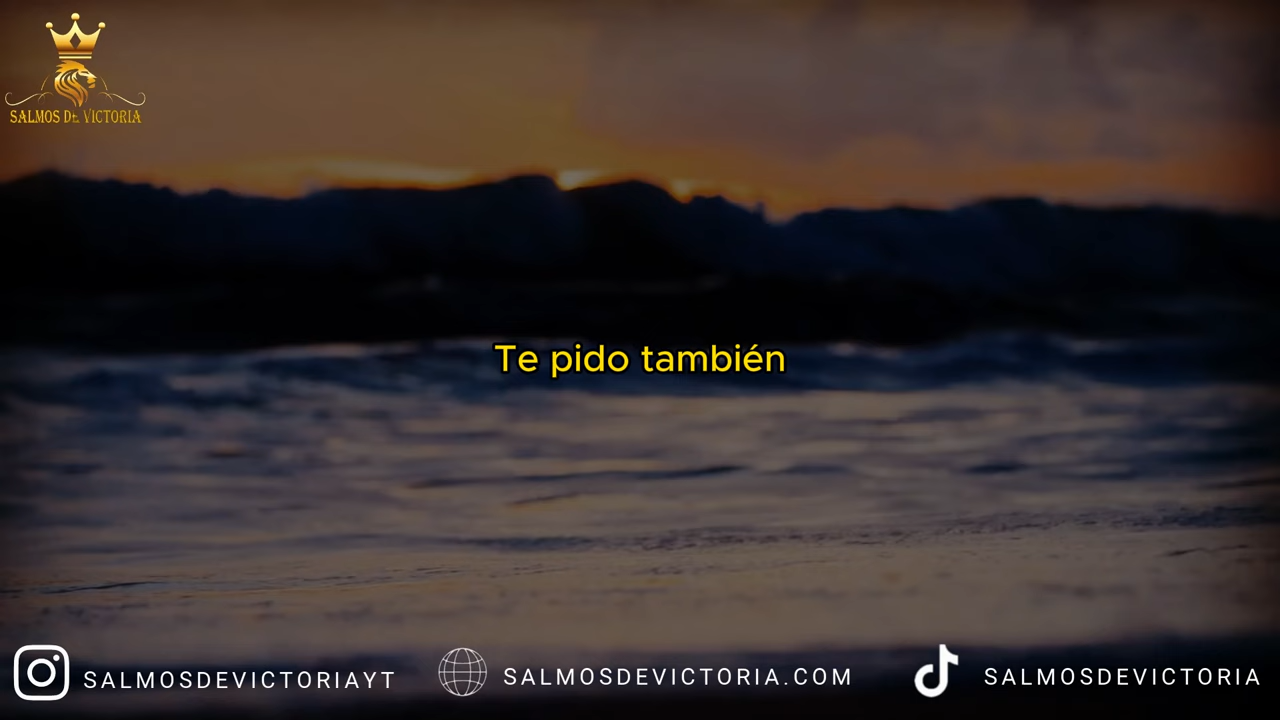 SALMOS DE VICTORIA
Te pido también
SALMOSDEVICTORIAYT
SALMOSDEVICTORIA.COM
SALMOSDEVICTORIA